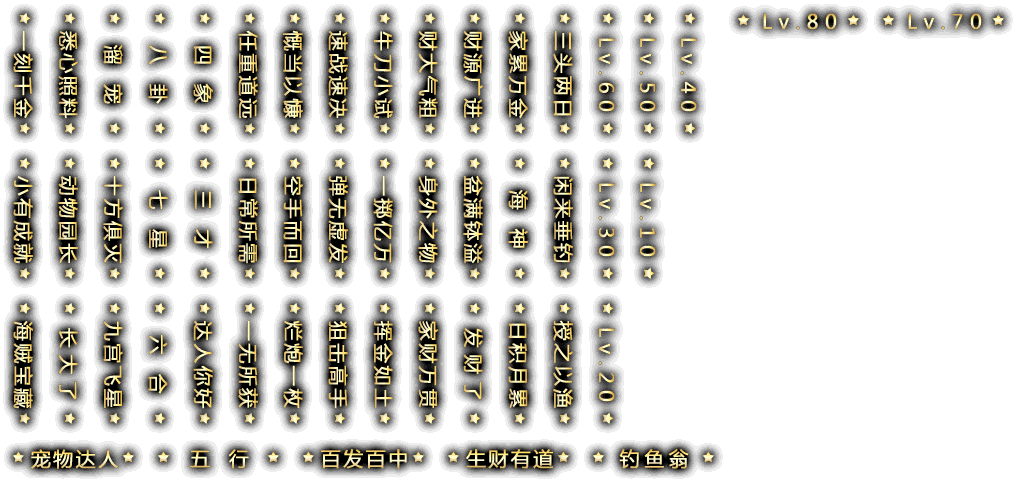 ★ Lv.80 ★
★ Lv.70 ★
★一刻千金★
★悉心照料★
★溜宠★
★八卦★
★四象★
★任重道远★
★慨当以慷★
★速战速决★
★牛刀小试★
★财大气粗★
★财源广进★
★家累万金★
★三头两日★
★Lv.60★
★Lv.50★
★Lv.40★
★小有成就★
★动物园长★
★十方俱灭★
★七星★
★三才★
★日常所需★
★空手而回★
★弹无虚发★
★一掷亿万★
★身外之物★
★盆满钵溢★
★海神★
★闲来垂钓★
★Lv.30★
★Lv.10★
★海贼宝藏★
★长大了★
★九宫飞星★
★六合★
★达人你好★
★一无所获★
★烂炮一枚★
★狙击高手★
★挥金如土★
★家财万贯★
★发财了★
★日积月累★
★授之以渔★
★Lv.20★
★宠物达人★
★五行★
★百发百中★
★生财有道★
★钓鱼翁★